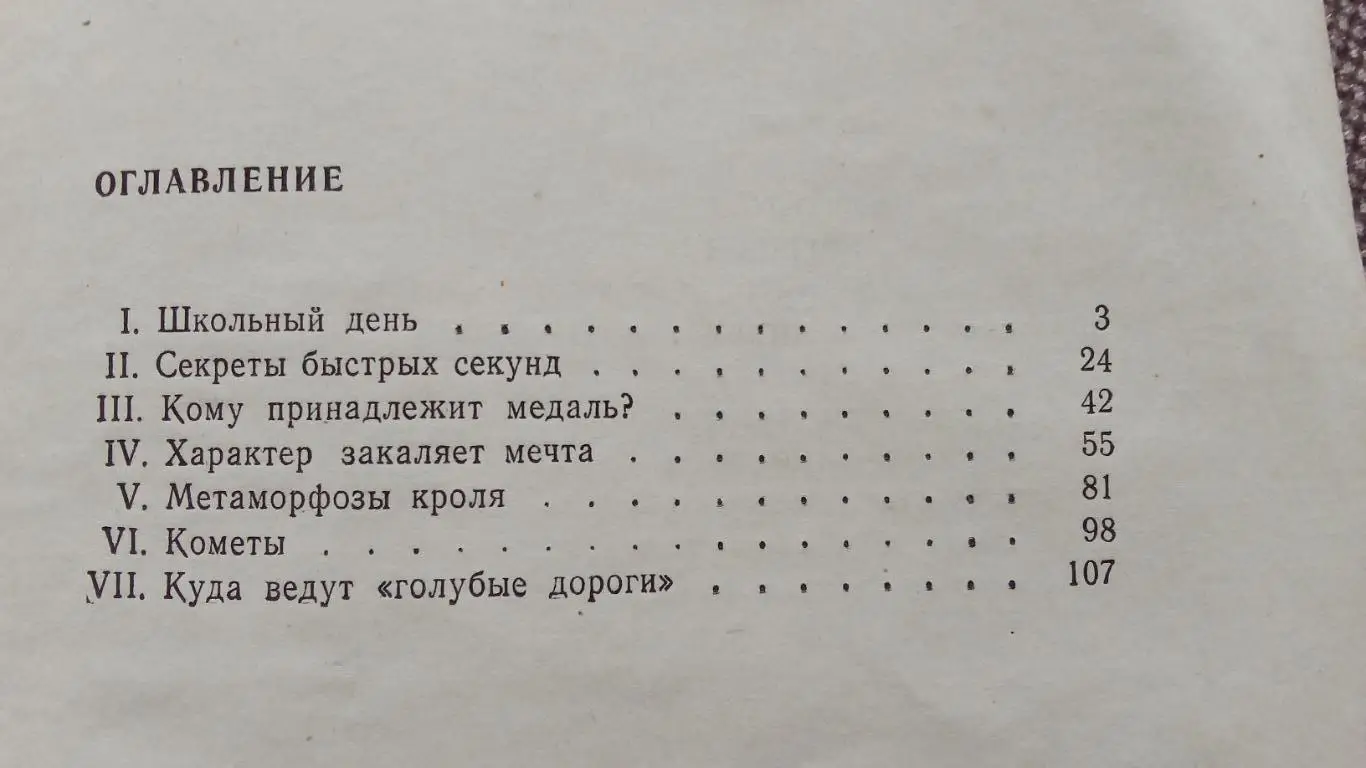 ОГЛАВЛЕНИЕ
I. Школьный день . . . . . . . . . . . . . . 3
II. Секреты быстрых секунд . . . . . . . . . . . 24
III. Кому принадлежит медаль? . . . . . . . . . 42
IV. Характер закаляет мечта . . . . . . . . . . 55
V. Метаморфозы кроля . . . . . . . . . . . . 81
VI. Кометы . . . . . . . . . . . . . . . . . 98
VII. Куда ведут «голубые дороги» . . . . . . . . 107